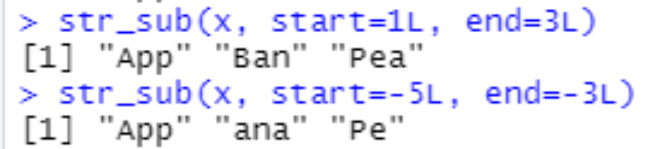 > str_sub(x, start=1L, end=3L)
[1] "App" "Ban" "Pea"
> str_sub(x, start=-5L, end=-3L)
[1] "App" "ana" "Pe"